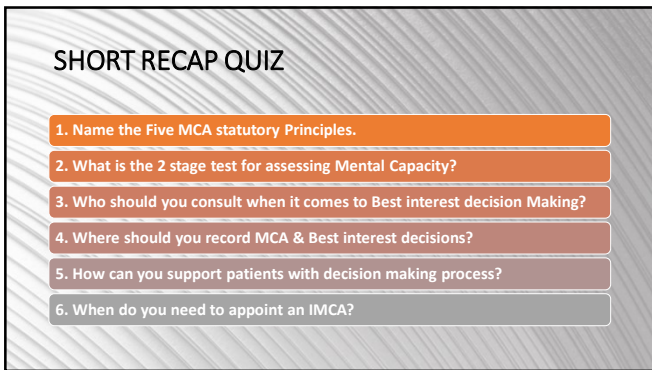 SHORT RECAP QUIZ
1. Name the Five MCA statutory Principles.
2. What is the 2 stage test for assessing Mental Capacity?
3. Who should you consult when it comes to Best interest decision Making?
4. Where should you record MCA & Best interest decisions?
5. How can you support patients with decision making process?
6. When do you need to appoint an IMCA?